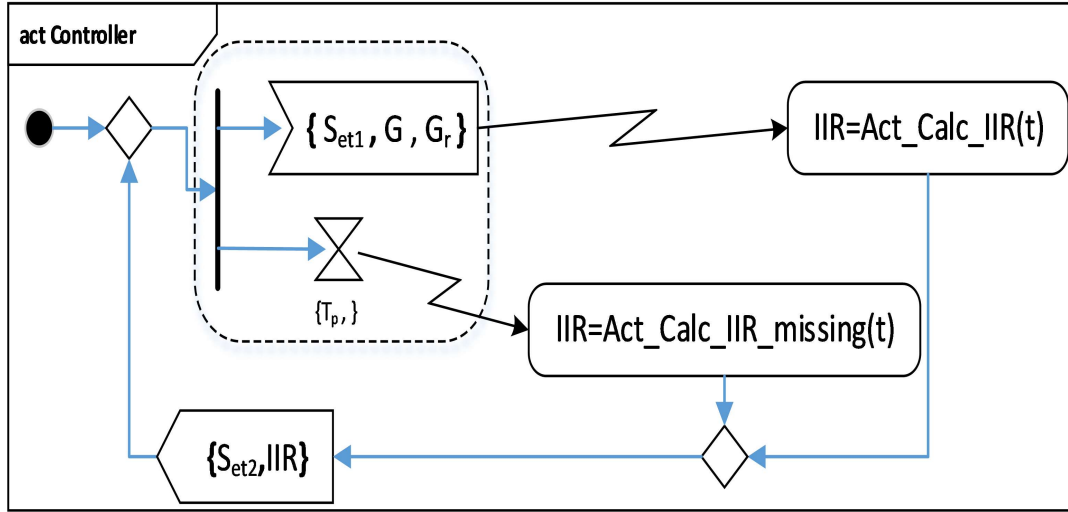 act Controller
{ Set1, G , Gr}
IIR=Act_Calc_IIR(t)
{Tp, }
IIR=Act_Calc_IIR_missing(t)
{Set2,IIR}